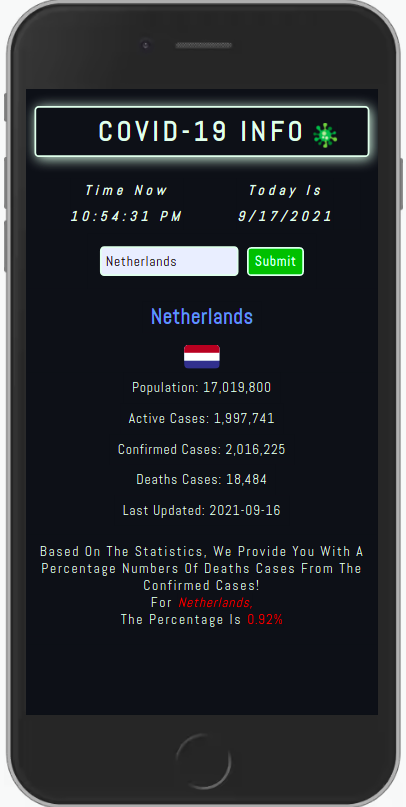 COVID-19 INFO
Time Now
Today Is
10:54:31 PM
9/17/2021
Netherlands
Submit
Netherlands
Population: 17,019,800
Active Cases: 1,997,741
Confirmed Cases: 2,016,225
Deaths Cases: 18,484
Last Updated: 2021-09-16
Based On The Statistics, We Provide You With A
Percentage Numbers Of Deaths Cases From The
Confirmed Cases!
For Netherlands,
The Percentage Is 0.92%